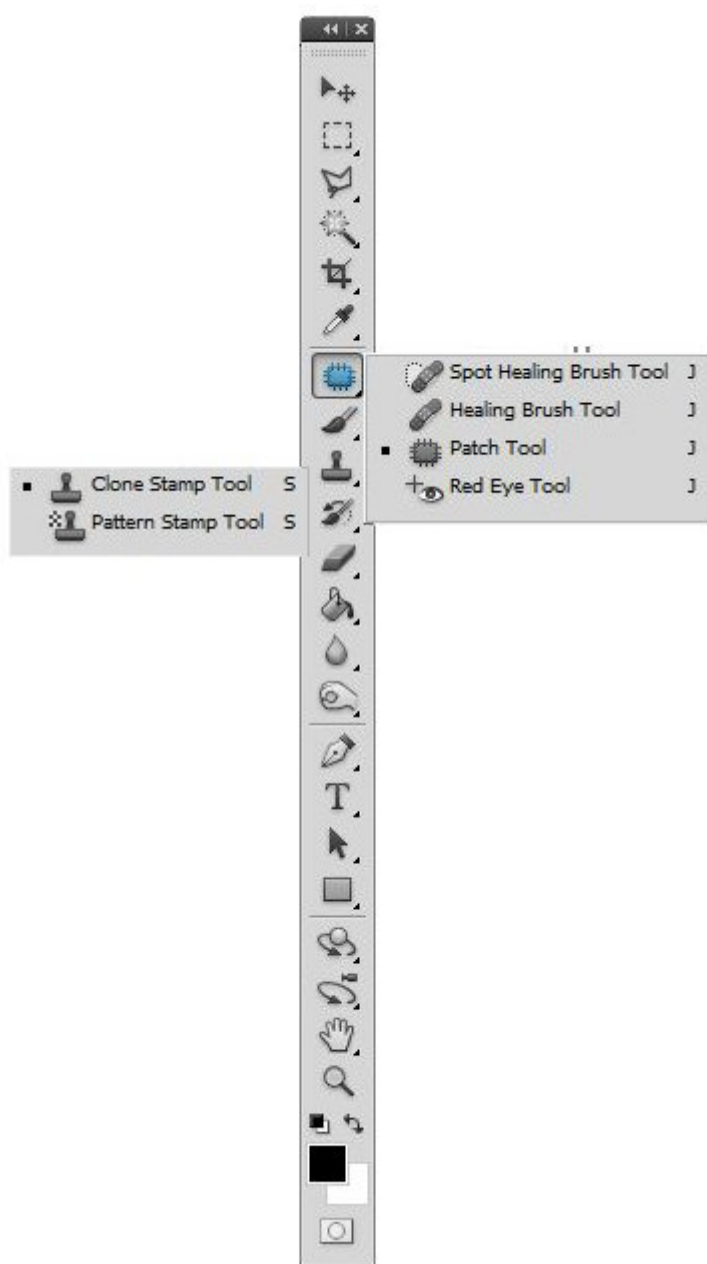 Spot Healing Brush Tool J
Healing Brush Tool J
Patch Tool J
Red Eye Tool J
Clone Stamp Tool S
Pattern Stamp Tool S
T